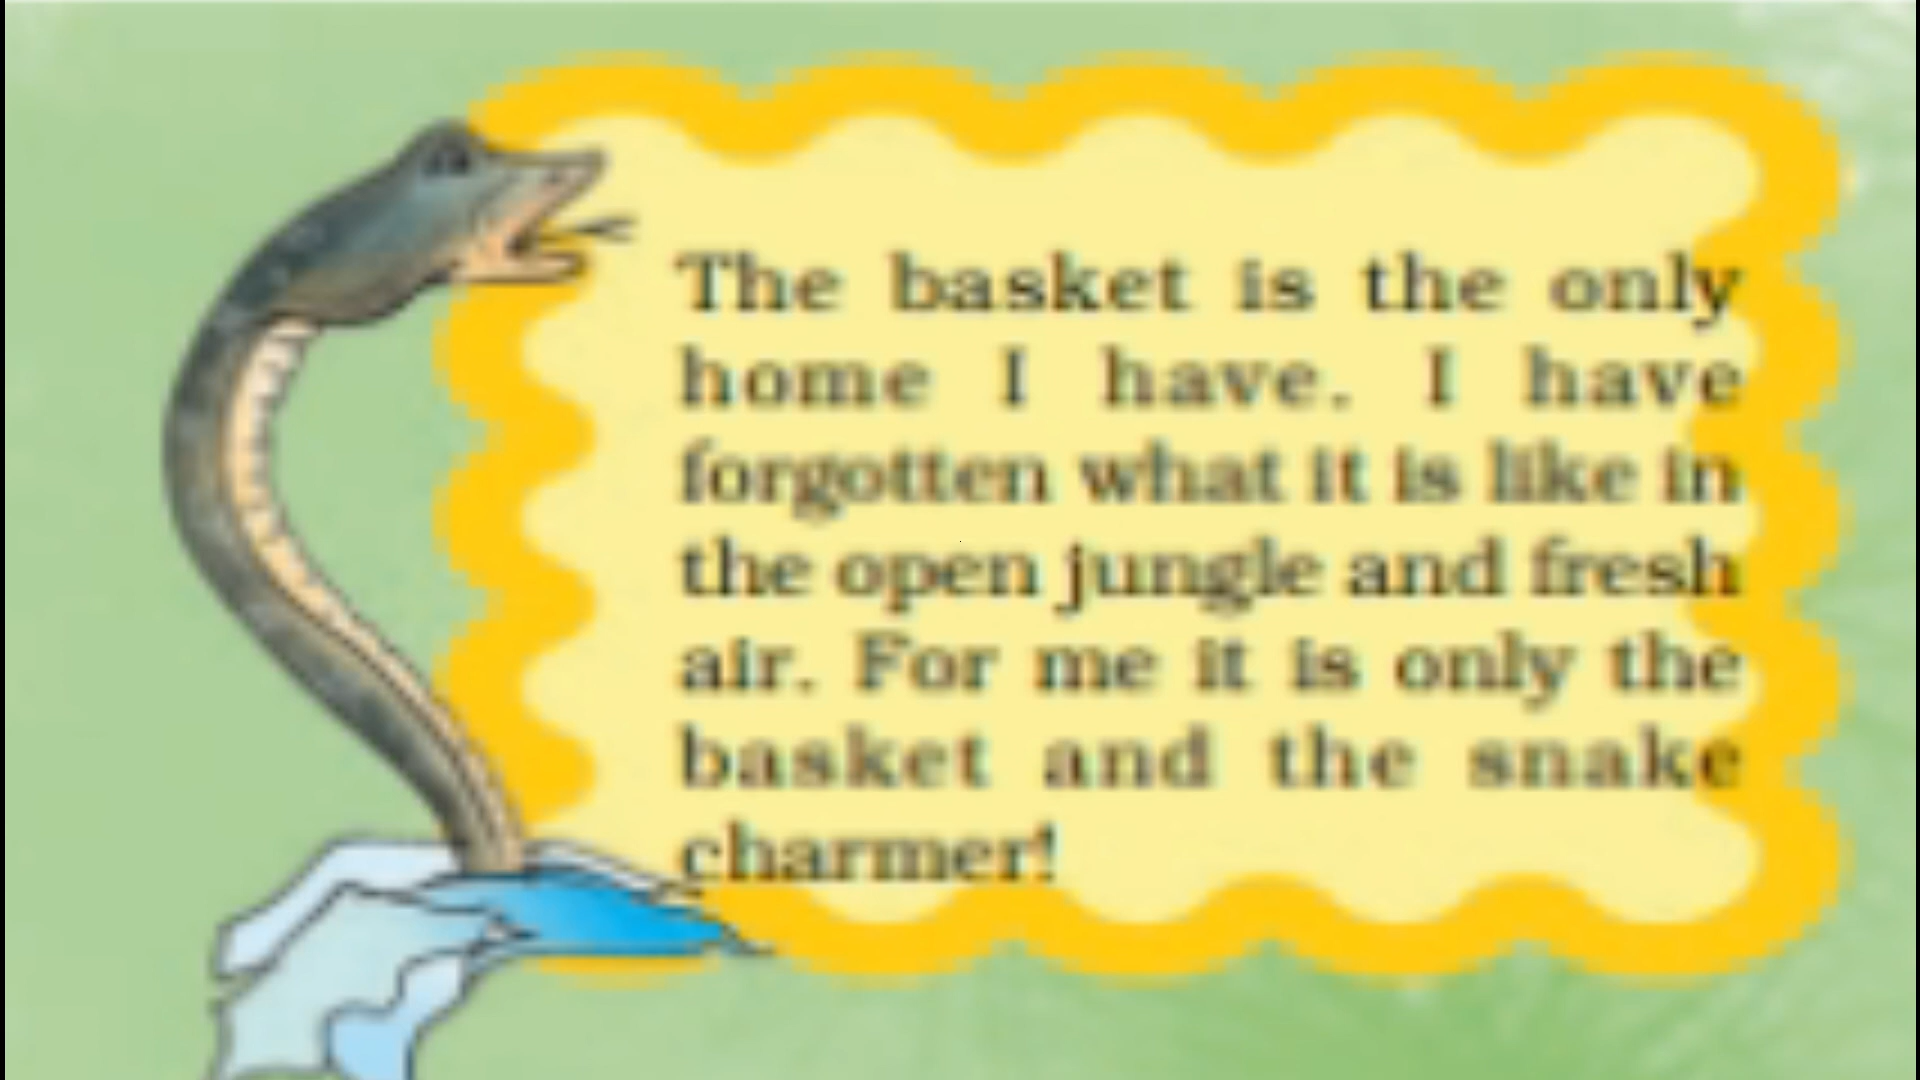 The basket is the only
home I have. I have
forgotten what it is like in
the open jungle and fresh
air. For me it is only the
basket and the snake
charmer!